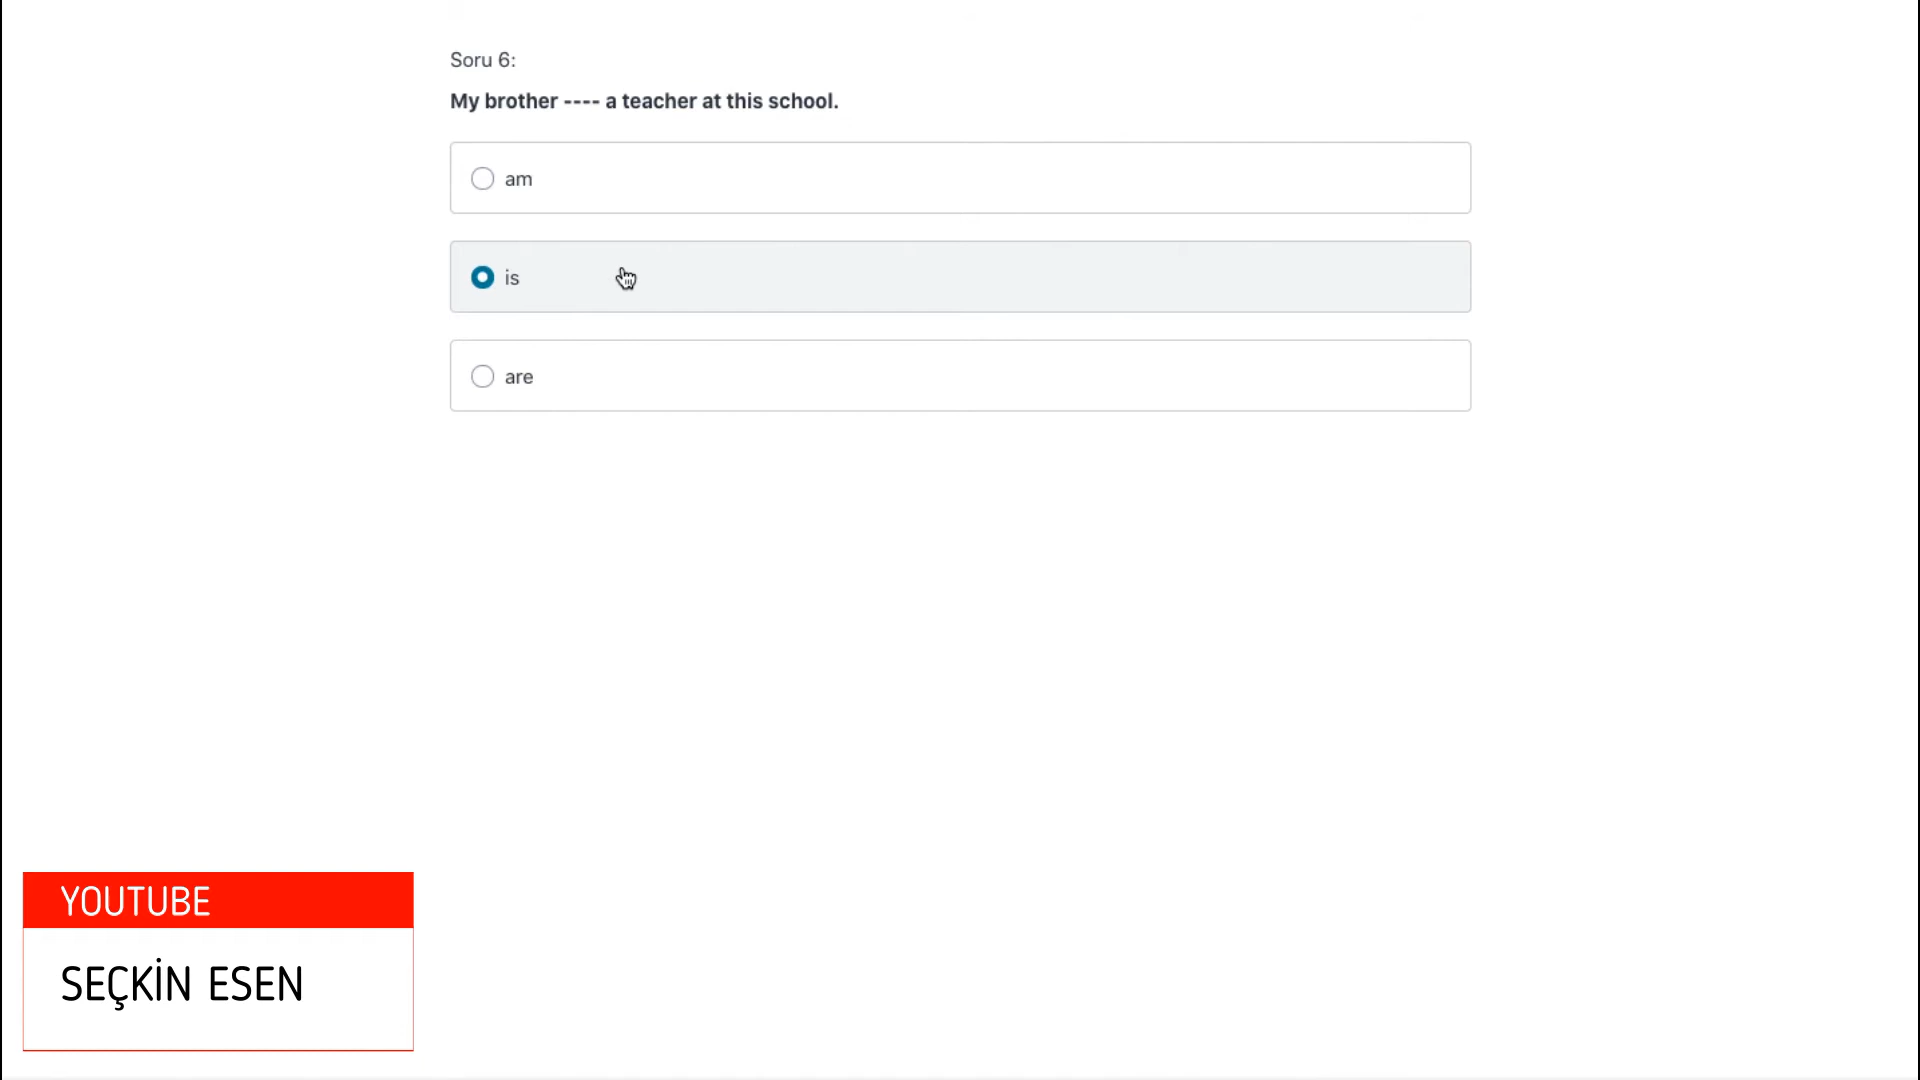 Soru 6:
My brother ---- a teacher at this school.
am
is
are
YOUTUBE
SEÇKİN ESEN